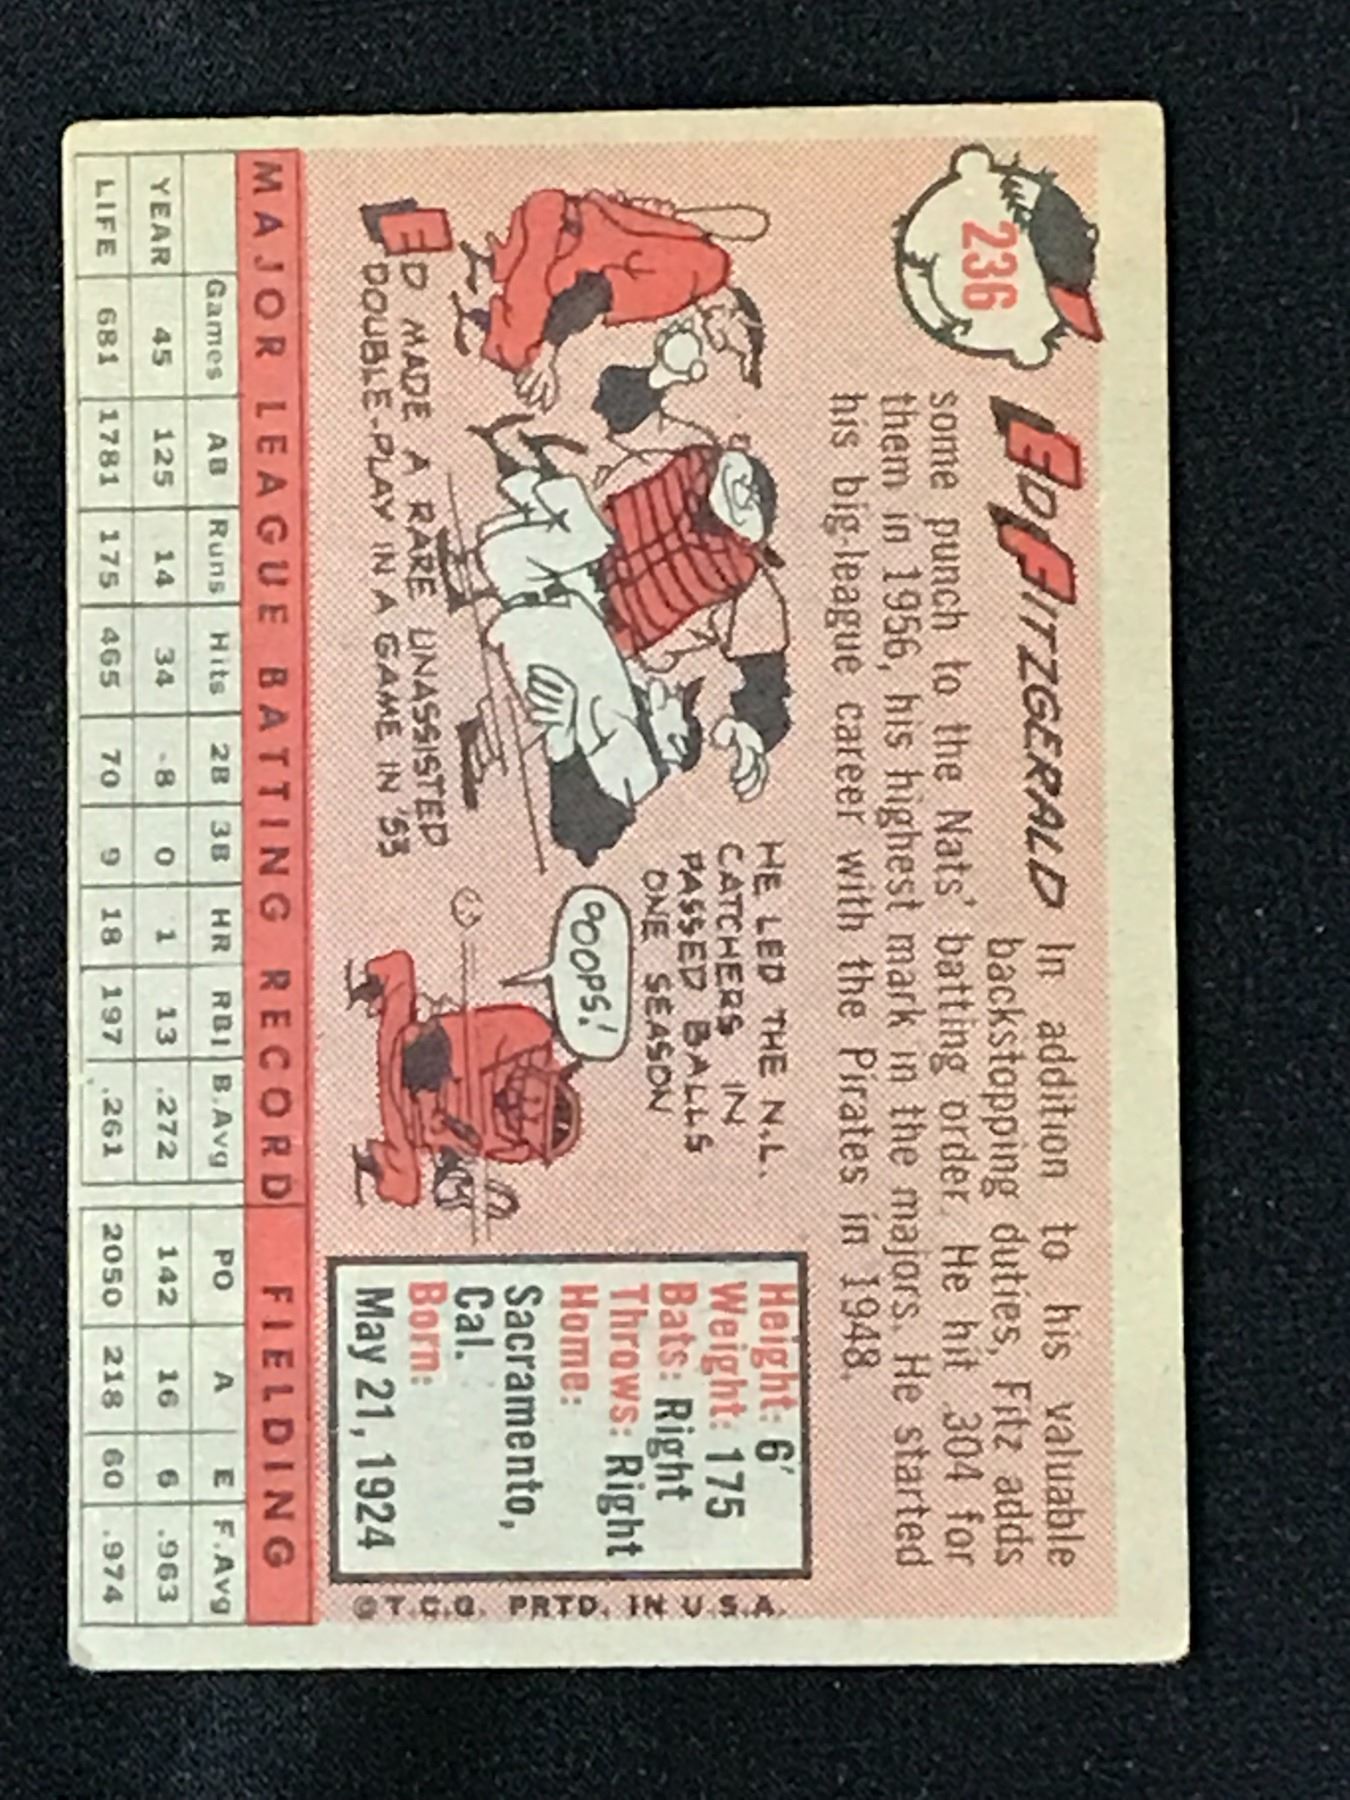 236
ED FITZGERALD In addition to his valuable
backstopping duties, Fitz adds
some punch to the Nats' batting order. He hit .304 for
them in 1956, his highest mark in the majors. He started
his big-league career with the Pirates in 1948.
ED MADE A RARE UNASSISTED
DOUBLE-PLAY IN A GAME IN '53
HE LED THE N.L.
CATCHERS IN
PASSED BALLS
ONE SEASON
OOOPS!
Height: 6'
Weight: 175
Bats: Right
Throws: Right
Home:
Sacramento,
Cal.
Born:
May 21, 1924
© T.C.G. PRTD. IN U.S.A.
MAJOR LEAGUE BATTING RECORD FIELDING
Games AB Runs Hits 2B 3B HR RBI B.Avg PO A E F.Avg
YEAR 45 125 14 34 8 0 1 13 .272 142 16 6 .963
LIFE 681 1781 175 465 70 9 18 197 .261 2050 218 60 .974